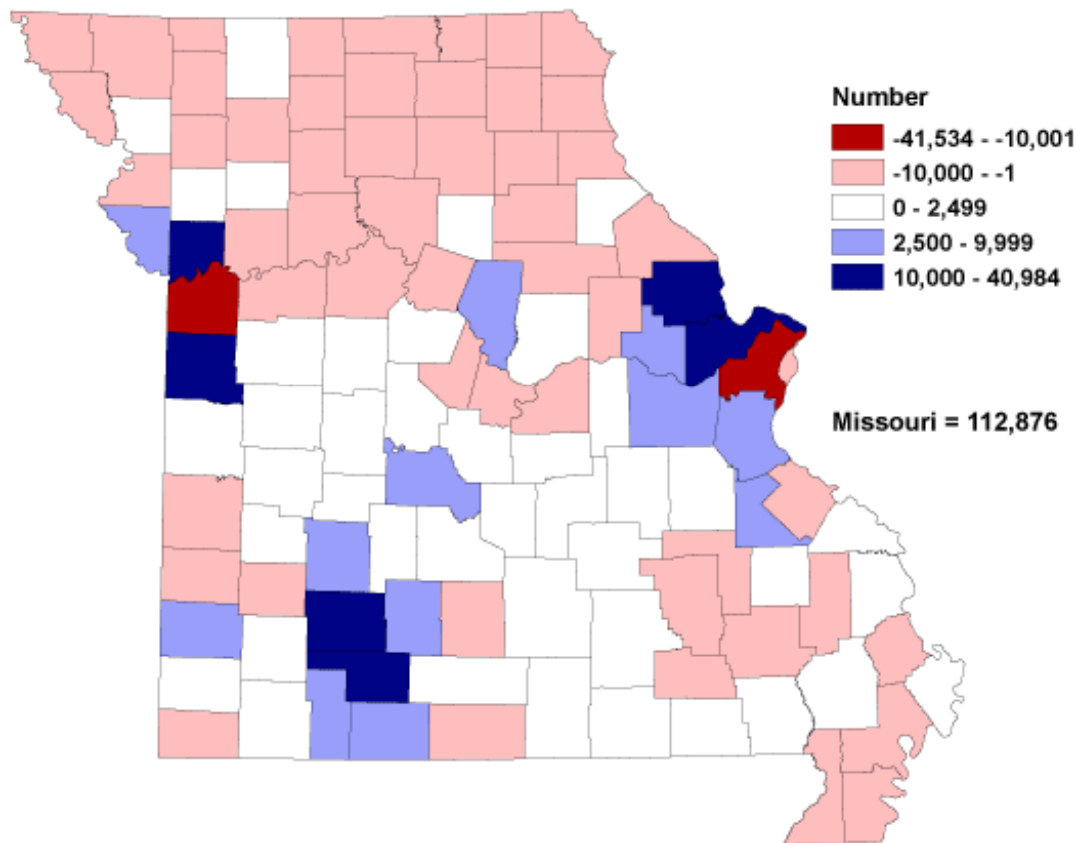 Number
-41,534 - -10,001
-10,000 - -1
0 - 2,499
2,500 - 9,999
10,000 - 40,984
Missouri = 112,876